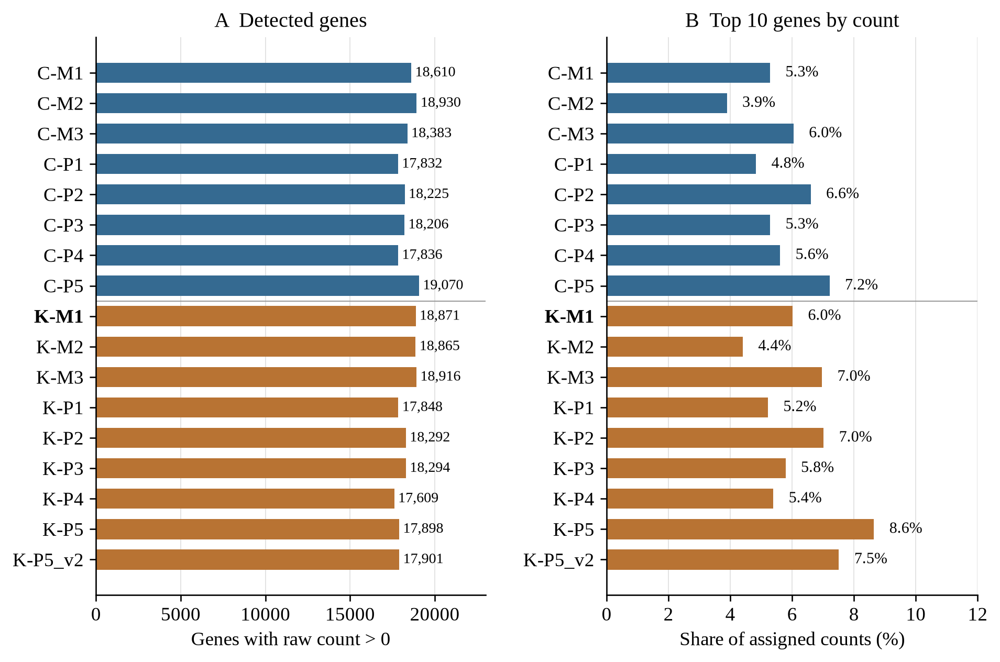 A  Detected genes
C-M1 18,610
C-M2 18,930
C-M3 18,383
C-P1 17,832
C-P2 18,225
C-P3 18,206
C-P4 17,836
C-P5 19,070
K-M1 18,871
K-M2 18,865
K-M3 18,916
K-P1 17,848
K-P2 18,292
K-P3 18,294
K-P4 17,609
K-P5 17,898
K-P5_v2 17,901
0 5000 10000 15000 20000
Genes with raw count > 0
B  Top 10 genes by count
C-M1 5.3%
C-M2 3.9%
C-M3 6.0%
C-P1 4.8%
C-P2 6.6%
C-P3 5.3%
C-P4 5.6%
C-P5 7.2%
K-M1 6.0%
K-M2 4.4%
K-M3 7.0%
K-P1 5.2%
K-P2 7.0%
K-P3 5.8%
K-P4 5.4%
K-P5 8.6%
K-P5_v2 7.5%
0 2 4 6 8 10 12
Share of assigned counts (%)